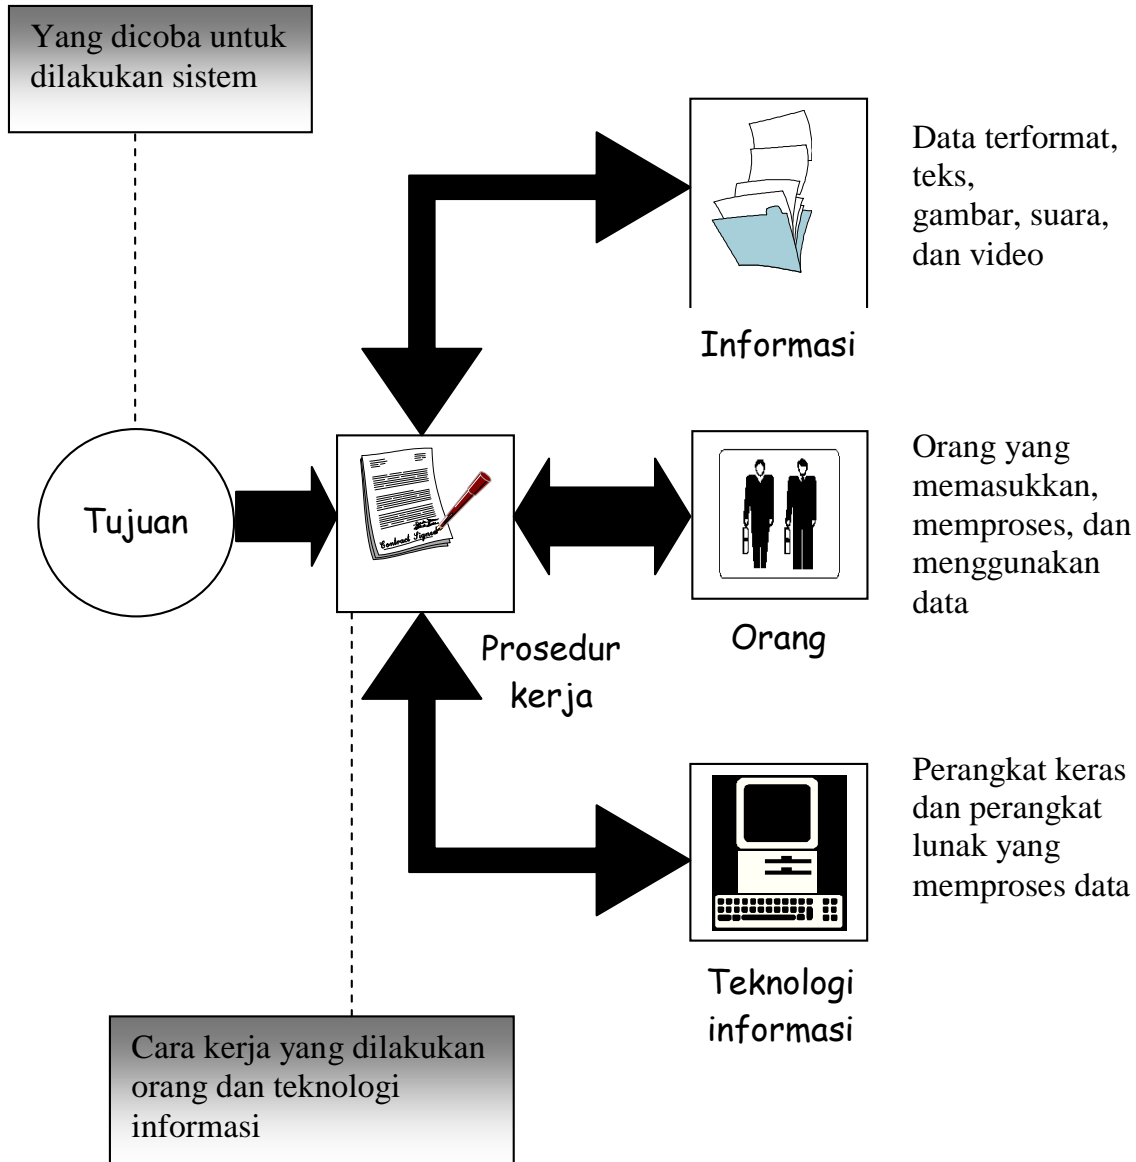 Yang dicoba untuk
dilakukan sistem
Data terformat,
teks,
gambar, suara,
dan video
Informasi
Tujuan
Contract Signed
Prosedur
kerja
Orang yang
memasukkan,
memproses, dan
menggunakan
data
Orang
Perangkat keras
dan perangkat
lunak yang
memproses data
Teknologi
informasi
Cara kerja yang dilakukan
orang dan teknologi
informasi